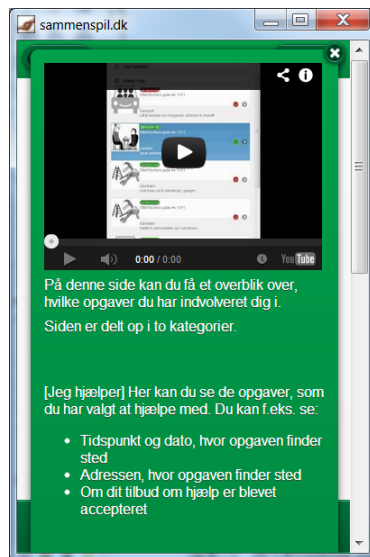 sammenspil.dk
0:00 / 0:00
YouTube
På denne side kan du få et overblik over,
hvilke opgaver du har indvolveret dig i.
Siden er delt op i to kategorier.
[Jeg hjælper] Her kan du se de opgaver, som
du har valgt at hjælpe med. Du kan f.eks. se:
• Tidspunkt og dato, hvor opgaven finder
sted
• Adressen, hvor opgaven finder sted
• Om dit tilbud om hjælp er blevet
accepteret